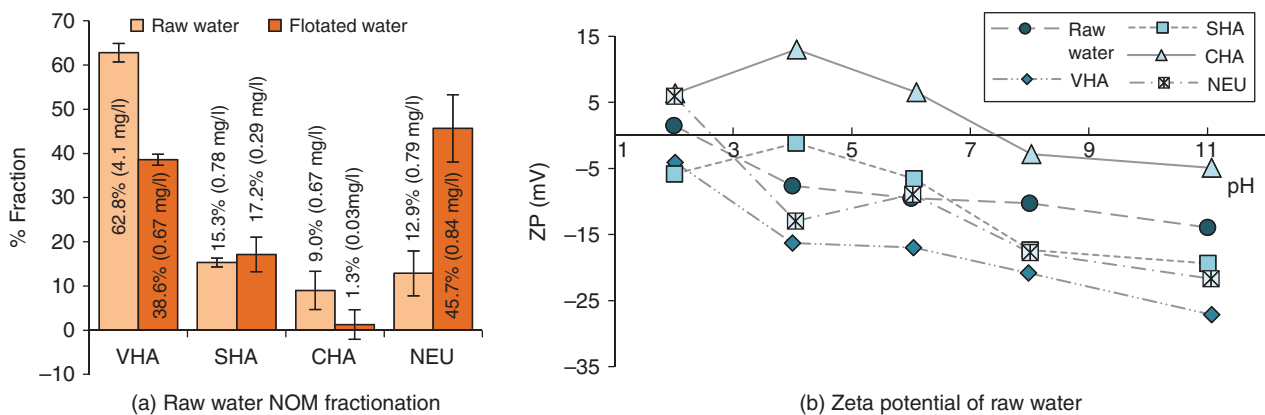 70
60
50
40
30
20
10
0
−10
% Fraction
Raw water
Flotated water
62.8% (4.1 mg/l)
38.6% (0.67 mg/l)
15.3% (0.78 mg/l)
17.2% (0.29 mg/l)
9.0% (0.67 mg/l)
1.3% (0.03mg/l)
12.9% (0.79 mg/l)
45.7% (0.84 mg/l)
VHA
SHA
CHA
NEU
(a) Raw water NOM fractionation
15
5
−5
−15
−25
−35
ZP (mV)
1
3
5
7
9
11
pH
Raw
water
VHA
SHA
CHA
NEU
(b) Zeta potential of raw water